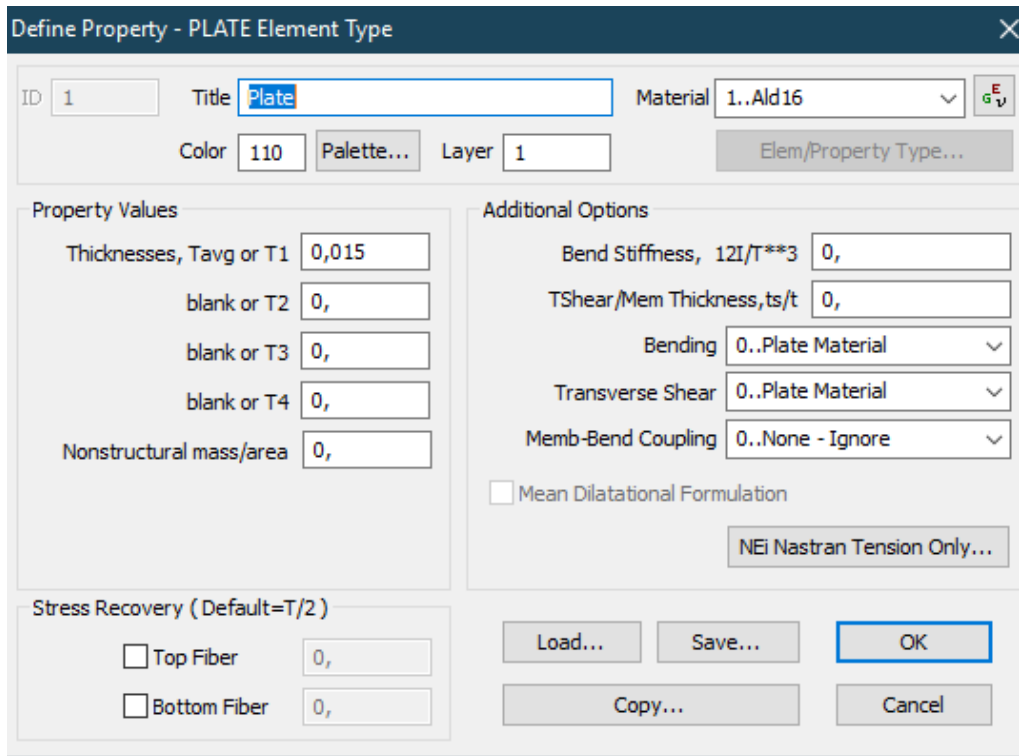 Define Property - PLATE Element Type
ID 1 Title Plate Material 1..Ald16 G E ν
Color 110 Palette... Layer 1 Elem/Property Type...
Property Values
Thicknesses, Tavg or T1 0,015
blank or T2 0,
blank or T3 0,
blank or T4 0,
Nonstructural mass/area 0,
Additional Options
Bend Stiffness, 12I/T**3 0,
TShear/Mem Thickness,ts/t 0,
Bending 0..Plate Material
Transverse Shear 0..Plate Material
Memb-Bend Coupling 0..None - Ignore
Mean Dilatational Formulation
NEi Nastran Tension Only...
Stress Recovery ( Default=T/2 )
Top Fiber 0,
Bottom Fiber 0,
Load... Save... OK
Copy... Cancel